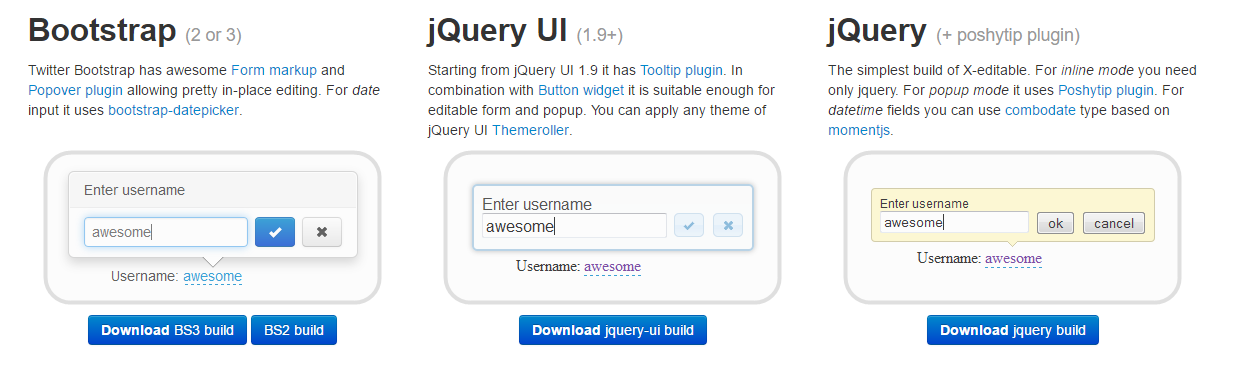 Bootstrap (2 or 3)
Twitter Bootstrap has awesome Form markup and
Popover plugin allowing pretty in-place editing. For date
input it uses bootstrap-datepicker.
Enter username
awesome
Username: awesome
Download BS3 build
BS2 build
jQuery UI (1.9+)
Starting from jQuery UI 1.9 it has Tooltip plugin. In
combination with Button widget it is suitable enough for
editable form and popup. You can apply any theme of
jQuery UI Themeroller.
Enter username
awesome
Username: awesome
Download jquery-ui build
jQuery (+ poshytip plugin)
The simplest build of X-editable. For inline mode you need
only jquery. For popup mode it uses Poshytip plugin. For
datetime fields you can use combodate type based on
momentjs.
Enter username
awesome
ok
cancel
Username: awesome
Download jquery build